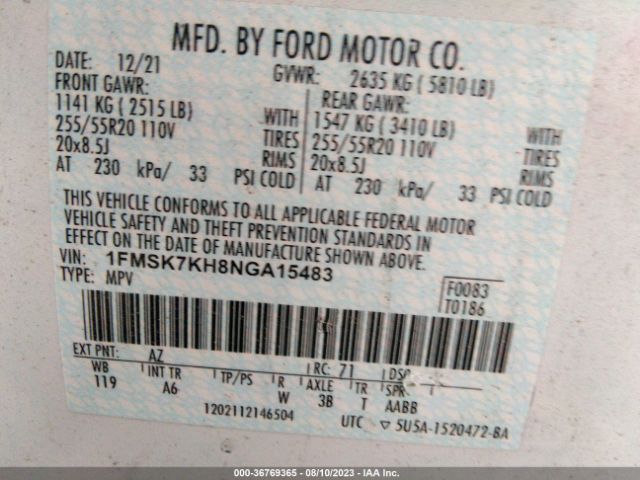 MFD. BY FORD MOTOR CO.
DATE: 12/21 GVWR: 2635 KG ( 5810 LB)
FRONT GAWR: REAR GAWR:
1141 KG ( 2515 LB) WITH 1547 KG ( 3410 LB) WITH
255/55R20 110V TIRES 255/55R20 110V TIRES
20x8.5J RIMS 20x8.5J RIMS
AT 230 kPa/ 33 PSI COLD AT 230 kPa/ 33 PSI COLD
THIS VEHICLE CONFORMS TO ALL APPLICABLE FEDERAL MOTOR
VEHICLE SAFETY AND THEFT PREVENTION STANDARDS IN
EFFECT ON THE DATE OF MANUFACTURE SHOWN ABOVE.
VIN: 1FMSK7KH8NGA15483
TYPE: MPV
F0083
T0186
EXT PNT: AZ RC: 71 DSO
WB INT TR TP/PS R AXLE TR SPR
119 A6 W 3B T AABB
1202112146504 UTC 5U5A-1520472-BA
000-36769365 - 08/10/2023 - IAA Inc.